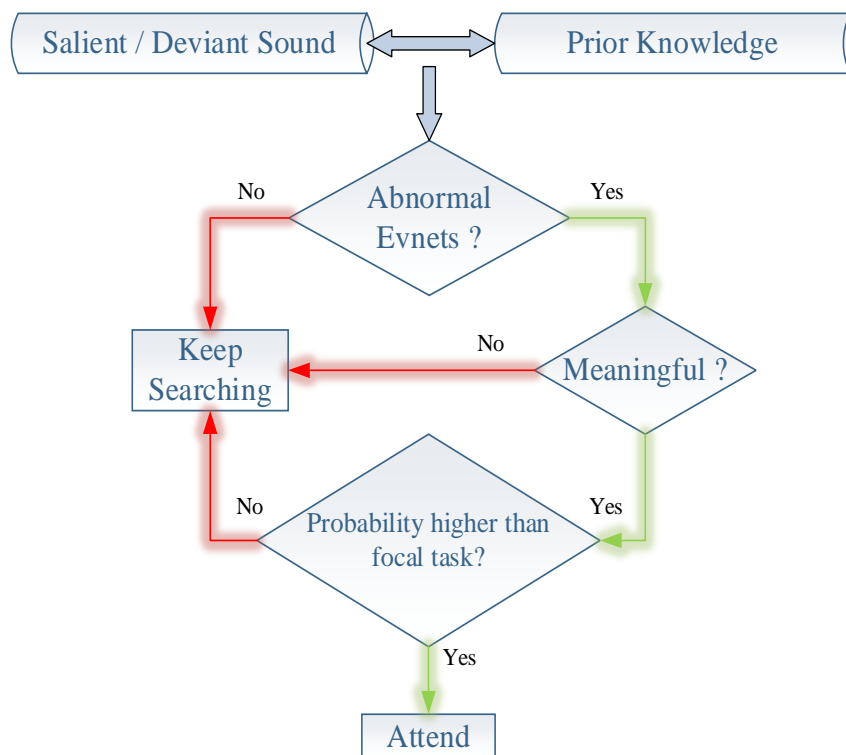 Salient / Deviant Sound
Prior Knowledge
No
Abnormal
Evnets ?
Yes
Keep
Searching
No
Meaningful ?
No
Probability higher than
focal task?
Yes
Yes
Attend